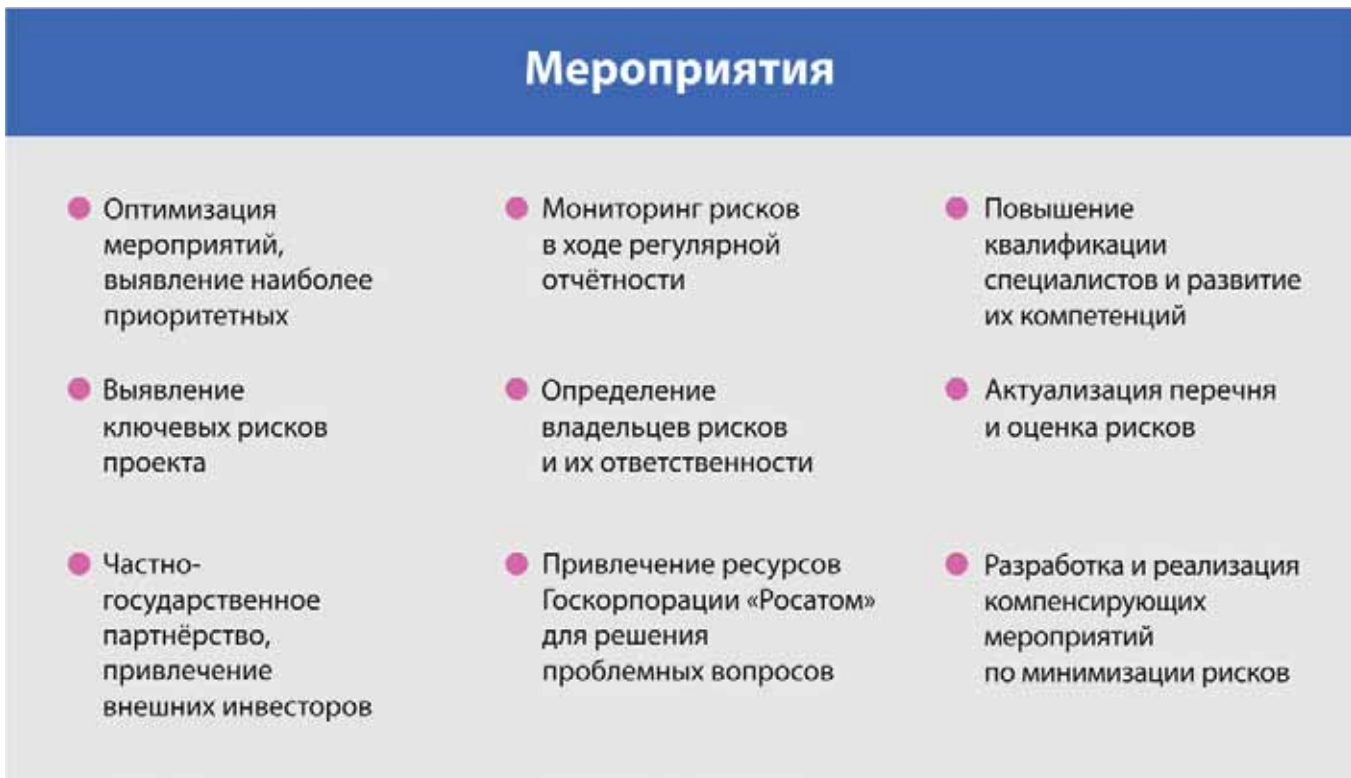 Мероприятия
Оптимизация
мероприятий,
выявление наиболее
приоритетных
Мониторинг рисков
в ходе регулярной
отчётности
Повышение
квалификации
специалистов и развитие
их компетенций
Выявление
ключевых рисков
проекта
Определение
владельцев рисков
и их ответственности
Актуализация перечня
и оценка рисков
Частно-
государственное
партнёрство,
привлечение
внешних инвесторов
Привлечение ресурсов
Госкорпорации «Росатом»
для решения
проблемных вопросов
Разработка и реализация
компенсирующих
мероприятий
по минимизации рисков